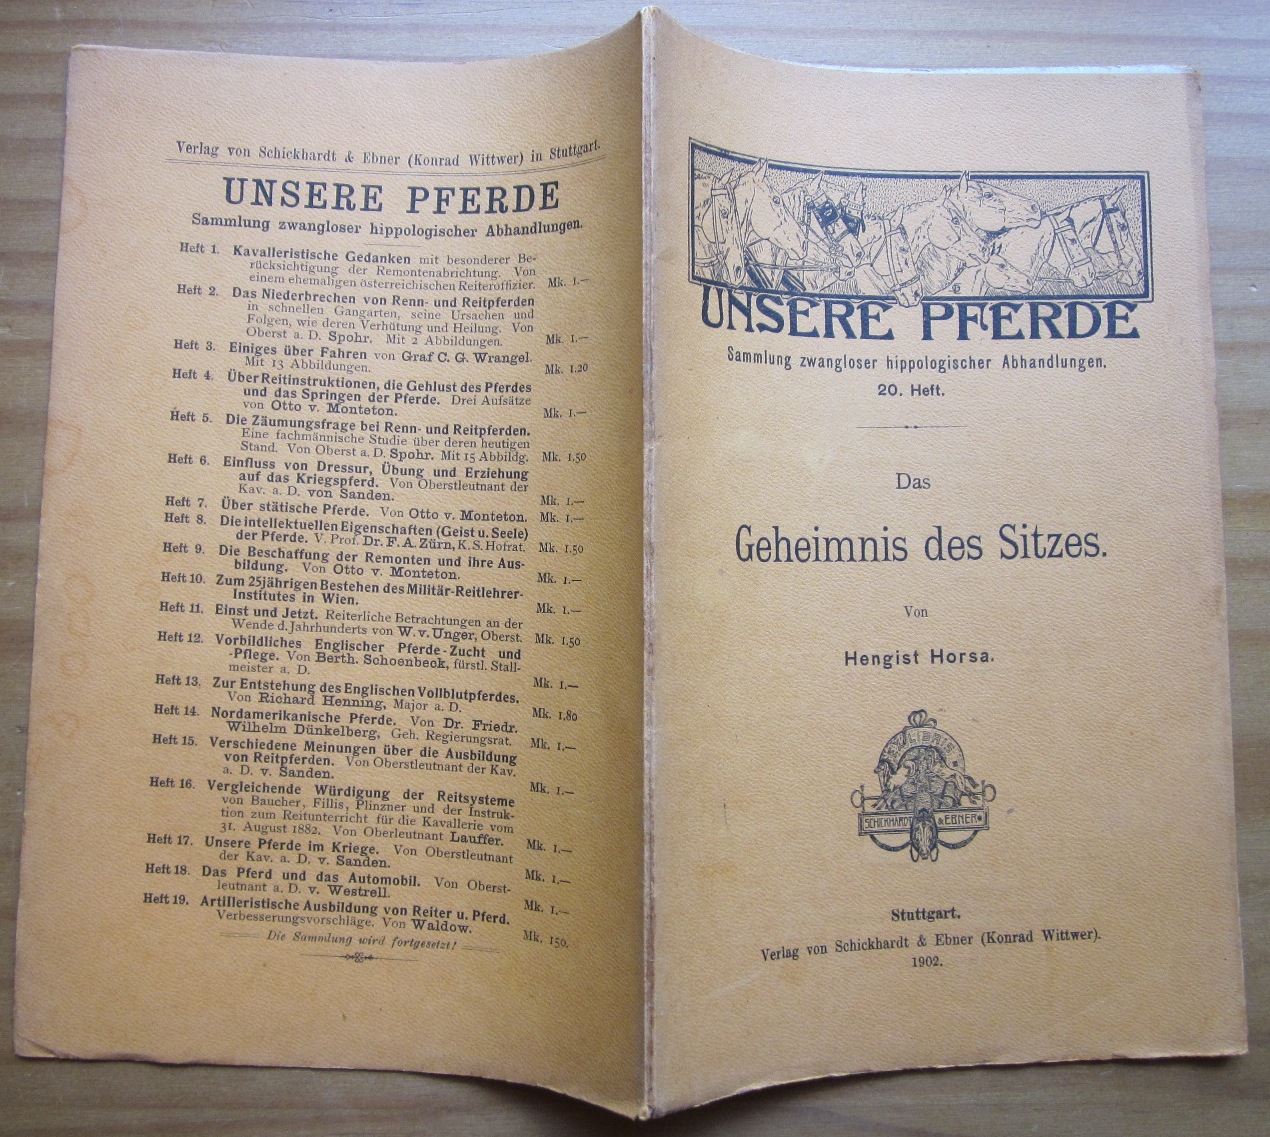 Verlag von Schickhardt & Ebner (Konrad Wittwer) in Stuttgart.
UNSERE PFERDE
Sammlung zwangloser hippologischer Abhandlungen.
Heft 1. Kavalleristische Gedanken mit besonderer Be-
rücksichtigung der Remontenabrichtung. Von
einem ehemaligen österreichischen Reiteroffizier. Mk. 1.—
Heft 2. Das Niederbrechen von Renn- und Reitpferden
in schnellen Gangarten, seine Ursachen und
Folgen, wie deren Verhütung und Heilung. Von
Oberst a. D. Spohr. Mit 2 Abbildungen. Mk. 1.—
Heft 3. Einiges über Fahren von Graf C. G. Wrangel.
Mit 13 Abbildungen. Mk. 1.20
Heft 4. Über Reitinstruktionen, die Gehlust des Pferdes
und das Springen der Pferde. Drei Aufsätze
von Otto v. Monteton. Mk. 1.—
Heft 5. Die Zäumungsfrage bei Renn- und Reitpferden.
Eine fachmännische Studie über deren heutigen
Stand. Von Oberst a. D. Spohr. Mit 15 Abbildg. Mk. 1.50
Heft 6. Einfluss von Dressur, Übung und Erziehung
auf das Kriegspferd. Von Oberstleutnant der
Kav. a. D. von Sanden. Mk. 1.—
Heft 7. Über stätische Pferde. Von Otto v. Monteton. Mk. 1.—
Heft 8. Die intellektuellen Eigenschaften (Geist u. Seele)
der Pferde. V. Prof. Dr. F. A. Zürn, K. S. Hofrat. Mk. 1.50
Heft 9. Die Beschaffung der Remonten und ihre Aus-
bildung. Von Otto v. Monteton. Mk. 1.—
Heft 10. Zum 25jährigen Bestehen des Militär-Reitlehrer-
Institutes in Wien. Mk. 1.—
Heft 11. Einst und Jetzt. Reiterliche Betrachtungen an der
Wende d. Jahrhunderts von W. v. Unger, Oberst. Mk. 1.50
Heft 12. Vorbildliches Englischer Pferde-Zucht und
-Pflege. Von Berth. Schoenbeck, fürstl. Stall-
meister a. D. Mk. 1.—
Heft 13. Zur Entstehung des Englischen Vollblutpferdes.
Von Richard Henning, Major a. D. Mk. 1.80
Heft 14. Nordamerikanische Pferde. Von Dr. Friedr.
Wilhelm Dünkelberg, Geh. Regierungsrat. Mk. 1.—
Heft 15. Verschiedene Meinungen über die Ausbildung
von Reitpferden. Von Oberstleutnant der Kav.
a. D. v. Sanden. Mk. 1.—
Heft 16. Vergleichende Würdigung der Reitsysteme
von Baucher, Fillis, Plinzner und der Instruk-
tion zum Reitunterricht für die Kavallerie vom
31. August 1882. Von Oberleutnant Lauffer. Mk. 1.—
Heft 17. Unsere Pferde im Kriege. Von Oberstleutnant
der Kav. a. D. v. Sanden. Mk. 1.—
Heft 18. Das Pferd und das Automobil. Von Oberst-
leutnant a. D. v. Westrell. Mk. 1.—
Heft 19. Artilleristische Ausbildung von Reiter u. Pferd.
Verbesserungsvorschläge. Von Waldow. Mk. 150.
Die Sammlung wird fortgesetzt!
UNSERE PFERDE
Sammlung zwangloser hippologischer Abhandlungen.
20. Heft.
Das
Geheimnis des Sitzes.
Von
Hengist Horsa.
EX LIBRIS
SCHICKHARDT & EBNER
Stuttgart.
Verlag von Schickhardt & Ebner (Konrad Wittwer).
1902.